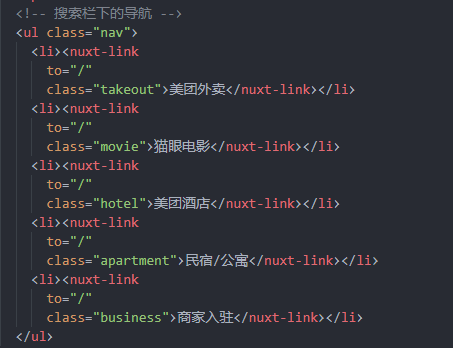 <!-- 搜索栏下的导航 -->
<ul class="nav">
<li><nuxt-link
to="/"
class="takeout">美团外卖</nuxt-link></li>
<li><nuxt-link
to="/"
class="movie">猫眼电影</nuxt-link></li>
<li><nuxt-link
to="/"
class="hotel">美团酒店</nuxt-link></li>
<li><nuxt-link
to="/"
class="apartment">民宿/公寓</nuxt-link></li>
<li><nuxt-link
to="/"
class="business">商家入驻</nuxt-link></li>
</ul>